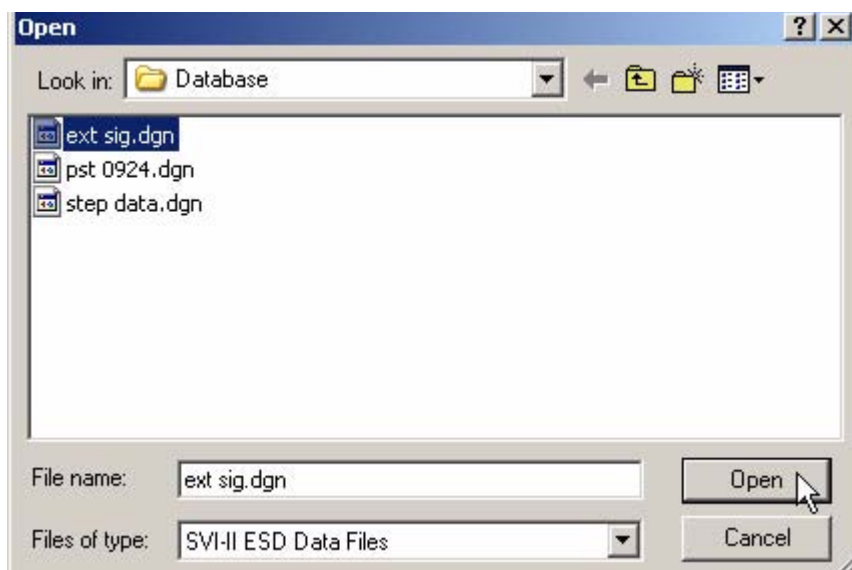 Open
Look in: Database
ext sig.dgn
pst 0924.dgn
step data.dgn
File name: ext sig.dgn Open
Files of type: SVI-II ESD Data Files Cancel